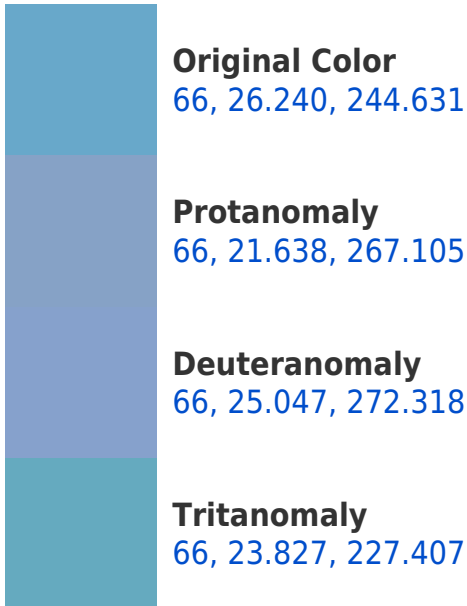 Original Color
66, 26.240, 244.631
Protanomaly
66, 21.638, 267.105
Deuteranomaly
66, 25.047, 272.318
Tritanomaly
66, 23.827, 227.407